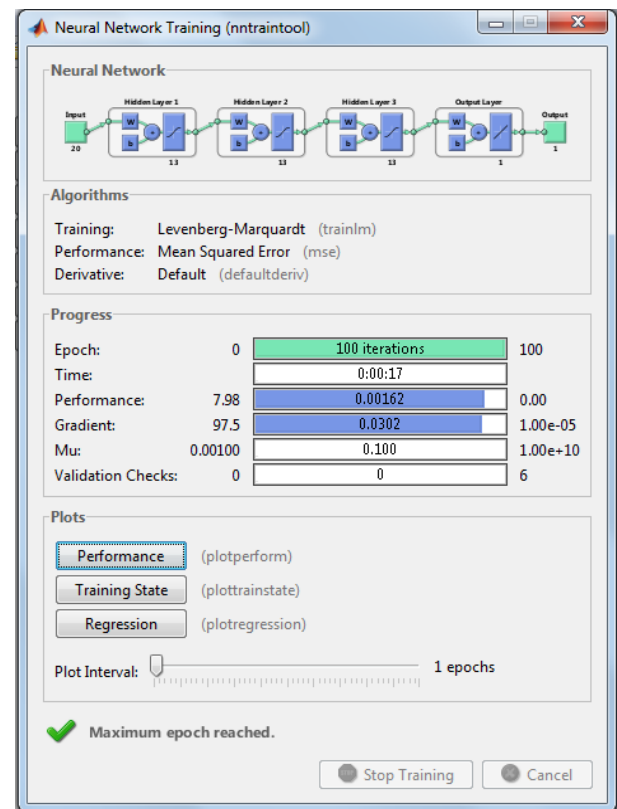 Neural Network Training (nntraintool)
Neural Network
Hidden Layer 1 Hidden Layer 2 Hidden Layer 3 Output Layer
Input Output
W W W W
b b b b
20 1
13 13 13 1
Algorithms
Training: Levenberg-Marquardt (trainlm)
Performance: Mean Squared Error (mse)
Derivative: Default (defaultderiv)
Progress
Epoch: 0 100 iterations 100
Time: 0:00:17
Performance: 7.98 0.00162 0.00
Gradient: 97.5 0.0302 1.00e-05
Mu: 0.00100 0.100 1.00e+10
Validation Checks: 0 0 6
Plots
Performance (plotperform)
Training State (plottrainstate)
Regression (plotregression)
Plot Interval: 1 epochs
Maximum epoch reached.
Stop Training Cancel